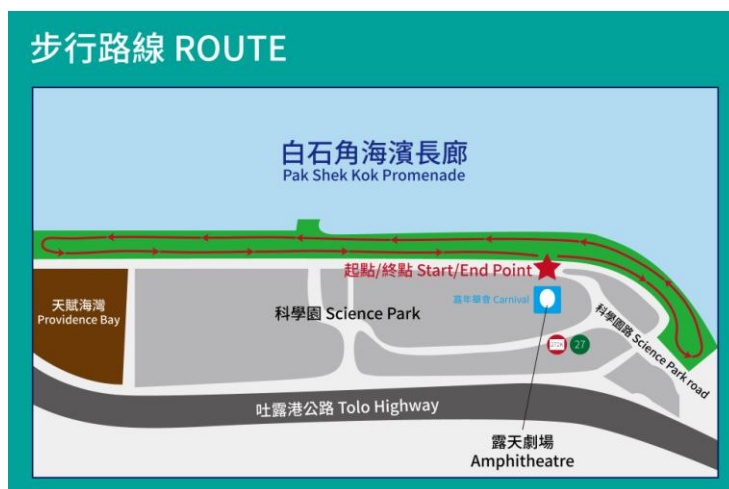 步行路線 ROUTE
白石角海濱長廊
Pak Shek Kok Promenade
起點/終點 Start/End Point
天賦海灣
Providence Bay
科學園 Science Park
嘉年華會 Carnival
科學園路 Science Park road
272K
27
吐露港公路 Tolo Highway
露天劇場
Amphitheatre